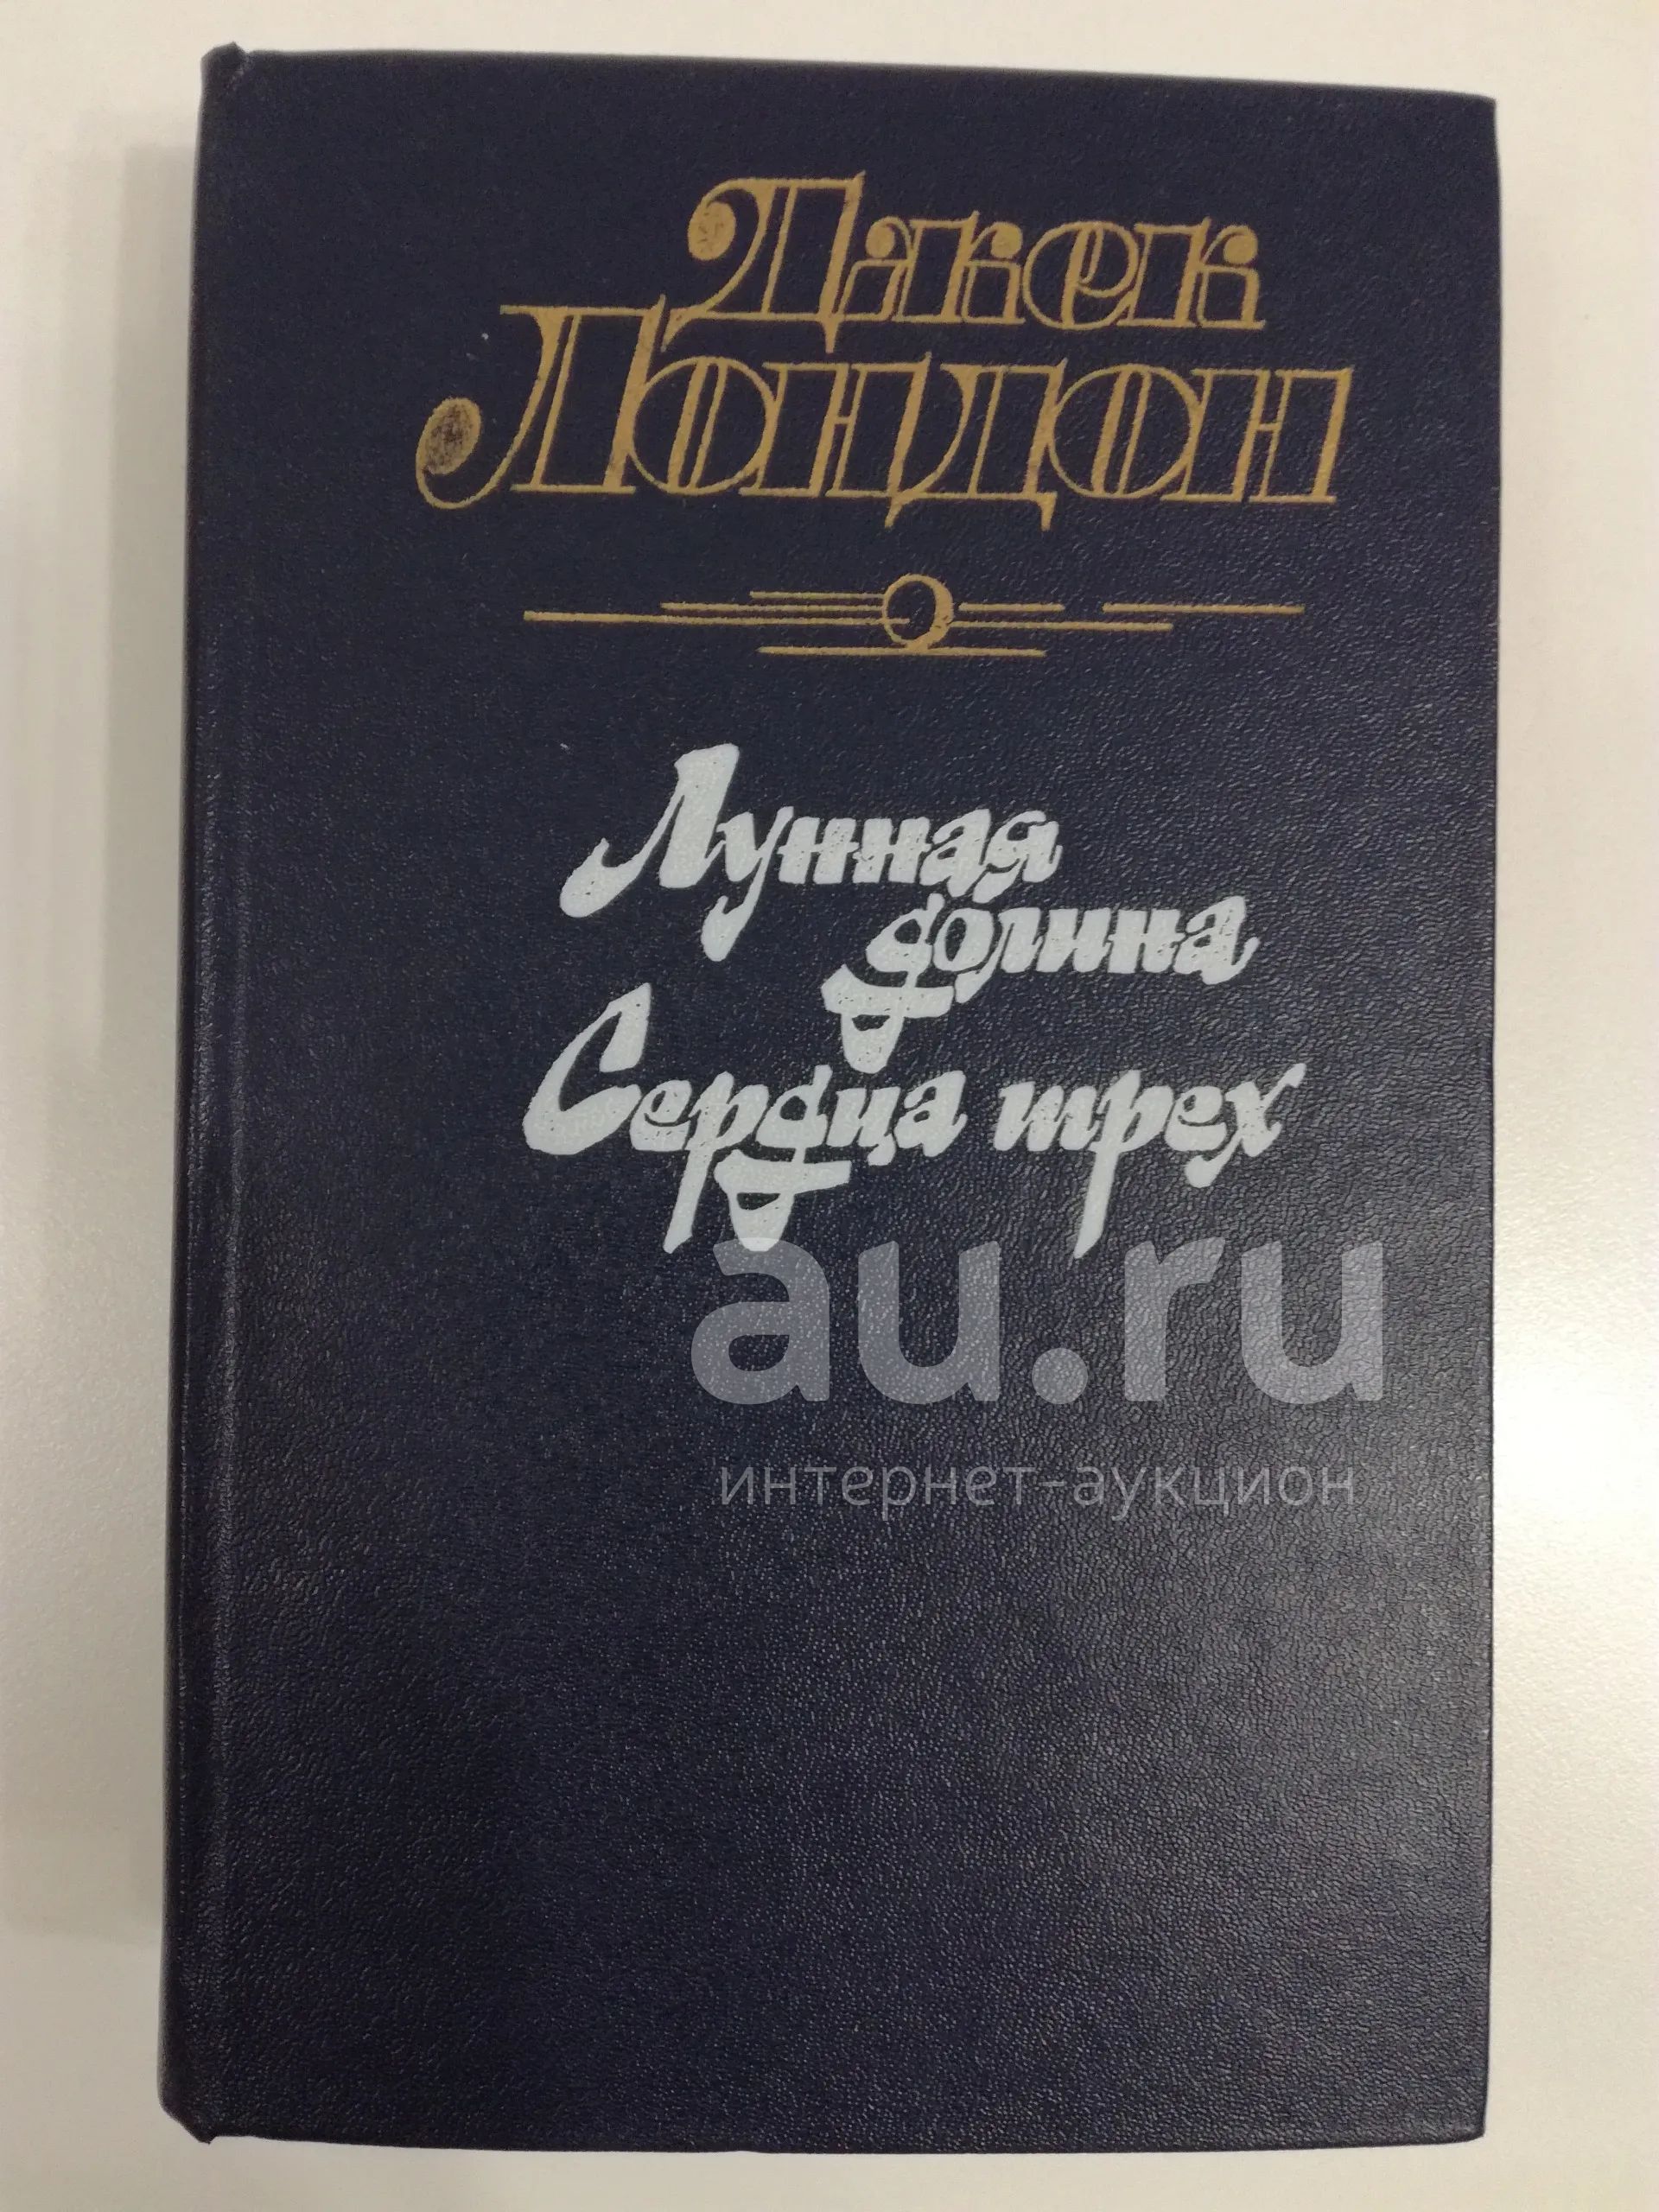 Джек
Лондон
Лунная
долина
Сердца трех
au.ru
интернет-аукцион